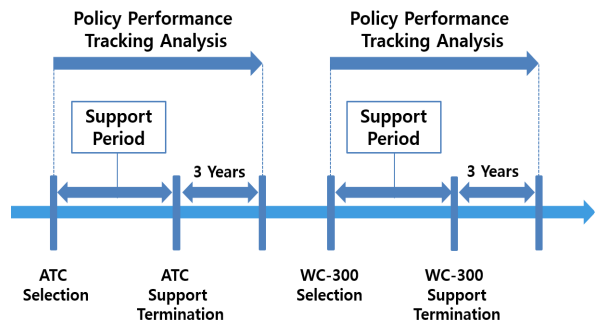 Policy Performance
Tracking Analysis
Policy Performance
Tracking Analysis
Support
Period
3 Years
Support
Period
3 Years
ATC
Selection
ATC
Support
Termination
WC-300
Selection
WC-300
Support
Termination